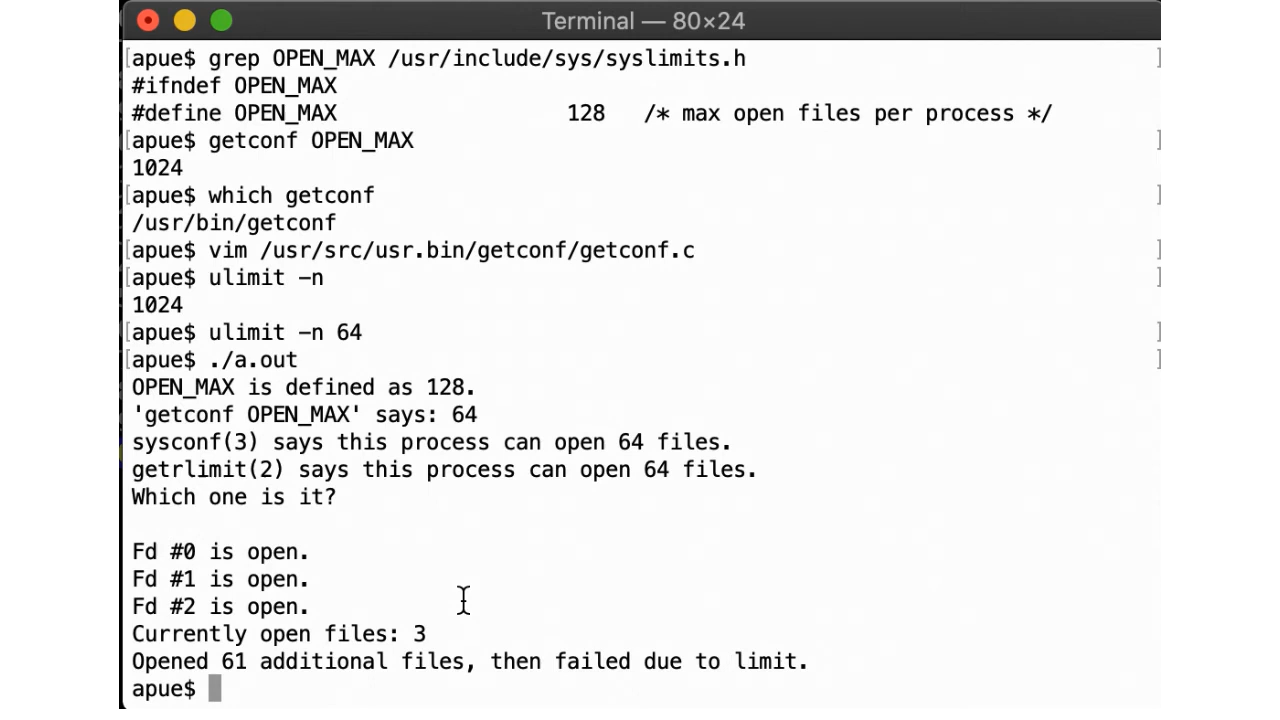 Terminal — 80×24
[apue$ grep OPEN_MAX /usr/include/sys/syslimits.h ]
#ifndef OPEN_MAX
#define OPEN_MAX                  128   /* max open files per process */
[apue$ getconf OPEN_MAX ]
1024
[apue$ which getconf ]
/usr/bin/getconf
[apue$ vim /usr/src/usr.bin/getconf/getconf.c ]
[apue$ ulimit -n ]
1024
[apue$ ulimit -n 64 ]
[apue$ ./a.out ]
OPEN_MAX is defined as 128.
'getconf OPEN_MAX' says: 64
sysconf(3) says this process can open 64 files.
getrlimit(2) says this process can open 64 files.
Which one is it?
Fd #0 is open.
Fd #1 is open.
Fd #2 is open.
Currently open files: 3
Opened 61 additional files, then failed due to limit.
apue$